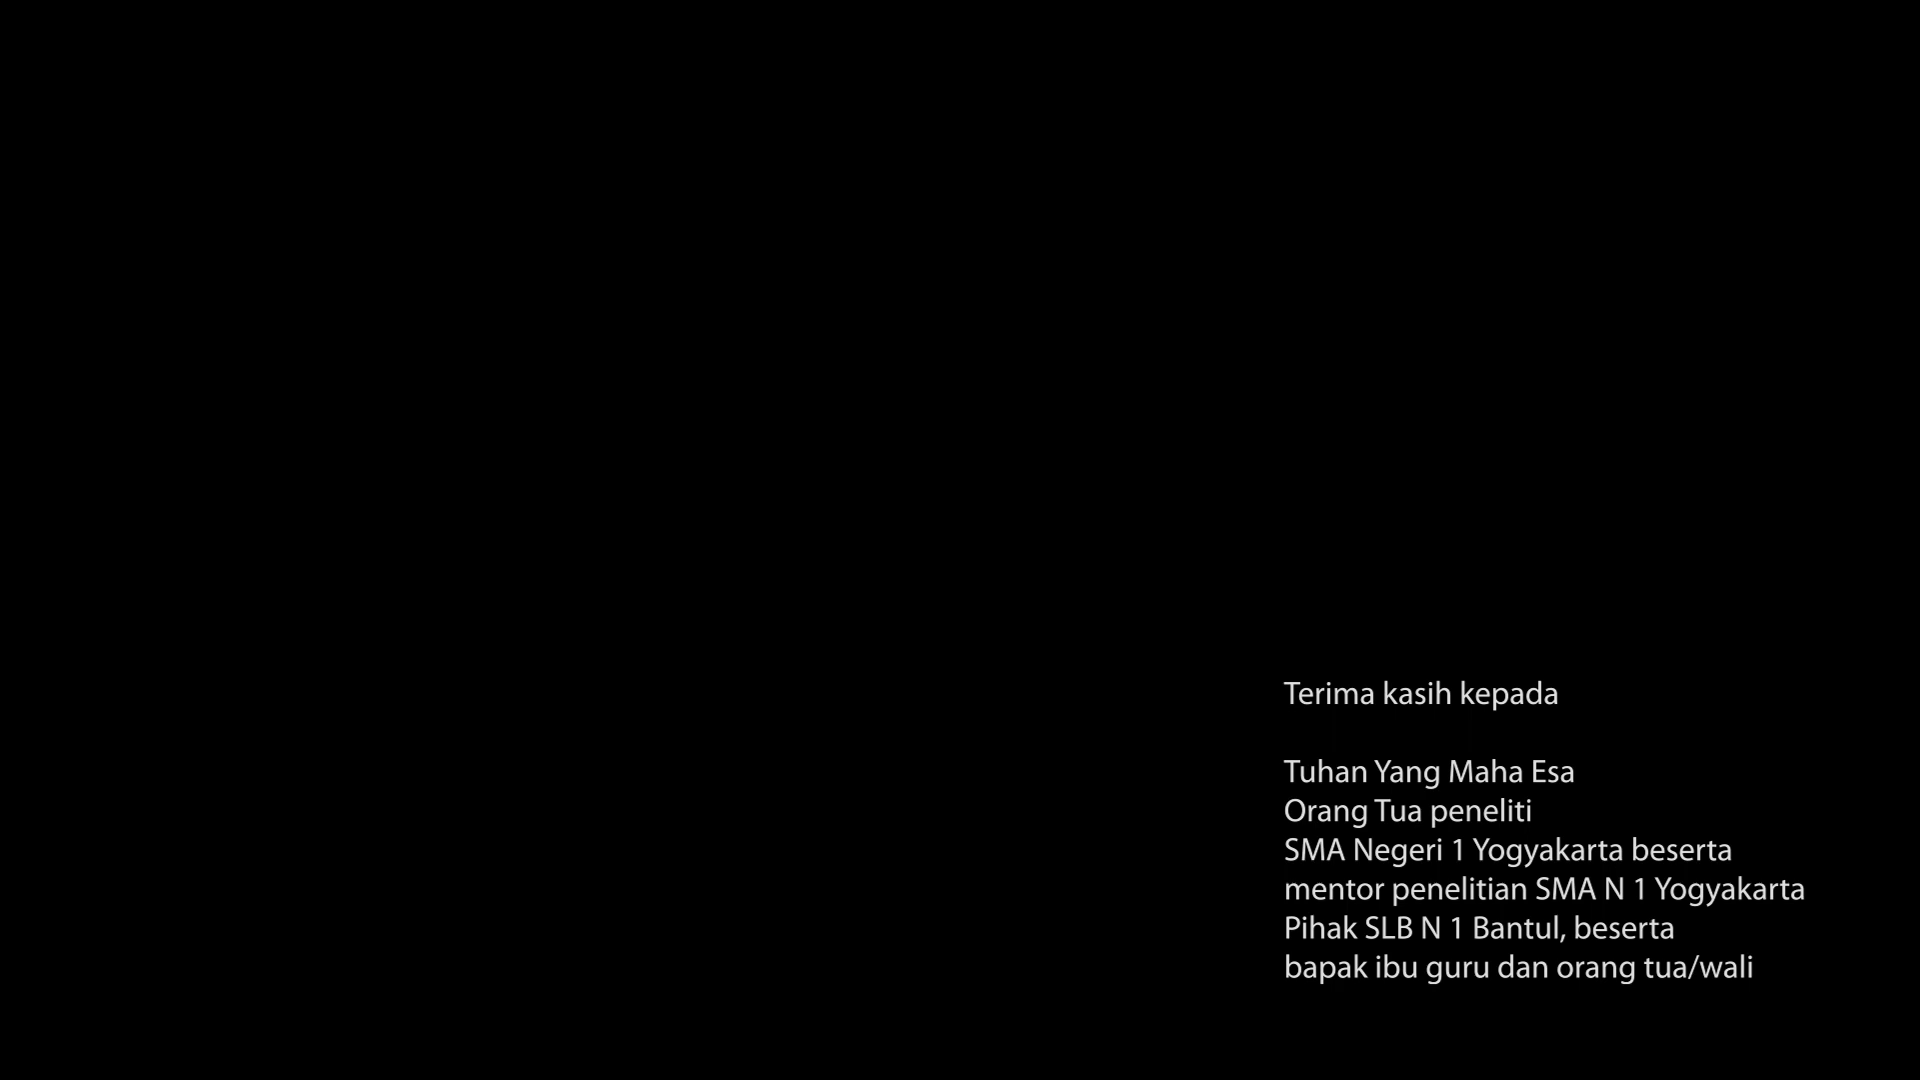 Terima kasih kepada
Tuhan Yang Maha Esa
Orang Tua peneliti
SMA Negeri 1 Yogyakarta beserta
mentor penelitian SMA N 1 Yogyakarta
Pihak SLB N 1 Bantul, beserta
bapak ibu guru dan orang tua/wali